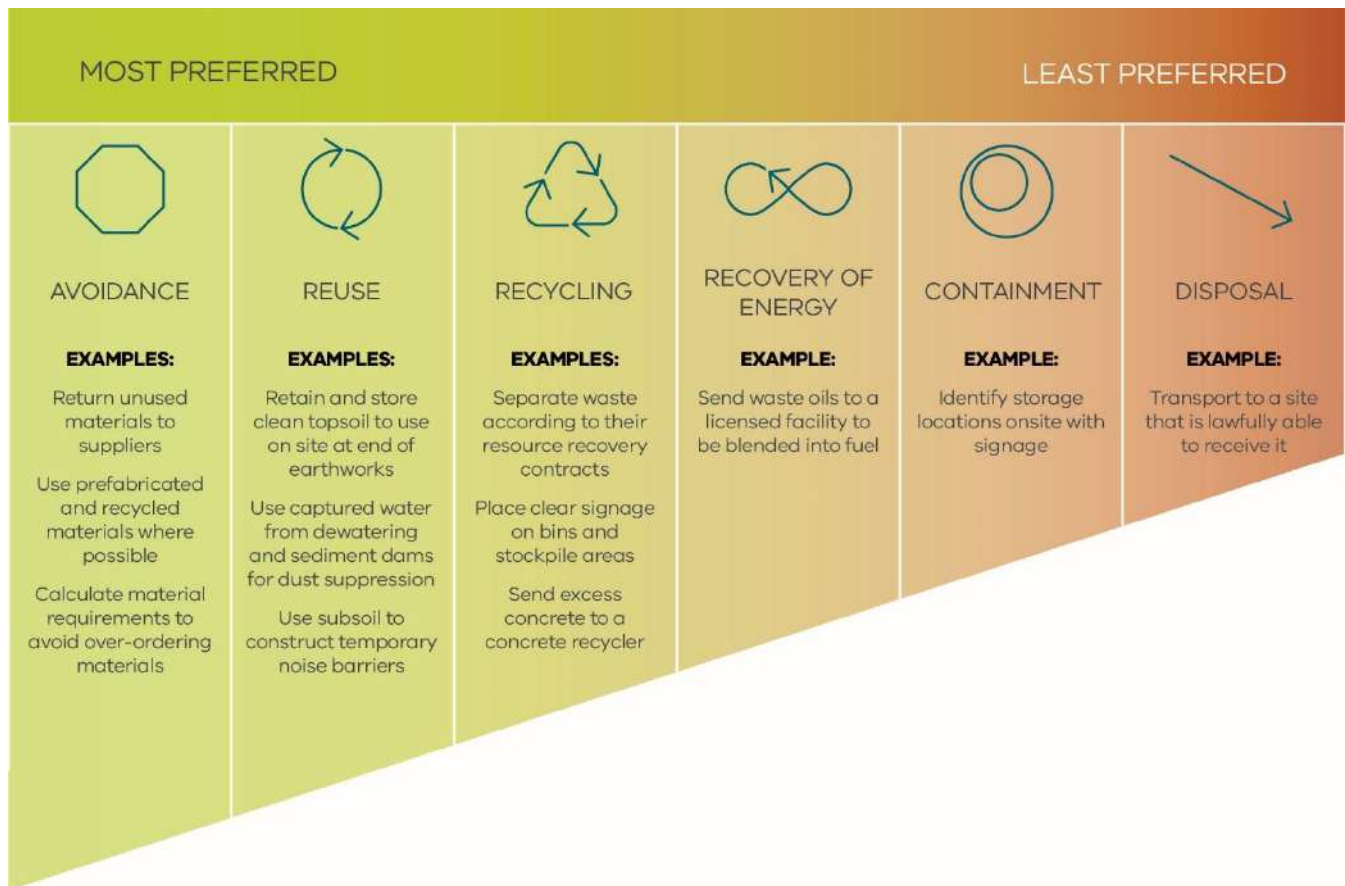 MOST PREFERRED
LEAST PREFERRED
AVOIDANCE
EXAMPLES:
Return unused
materials to
suppliers
Use prefabricated
and recycled
materials where
possible
Calculate material
requirements to
avoid over-ordering
materials
REUSE
EXAMPLES:
Retain and store
clean topsoil to use
on site at end of
earthworks
Use captured water
from dewatering
and sediment dams
for dust suppression
Use subsoil to
construct temporary
noise barriers
RECYCLING
EXAMPLES:
Separate waste
according to their
resource recovery
contracts
Place clear signage
on bins and
stockpile areas
Send excess
concrete to a
concrete recycler
RECOVERY OF
ENERGY
EXAMPLE:
Send waste oils to a
licensed facility to
be blended into fuel
CONTAINMENT
EXAMPLE:
Identify storage
locations onsite with
signage
DISPOSAL
EXAMPLE:
Transport to a site
that is lawfully able
to receive it